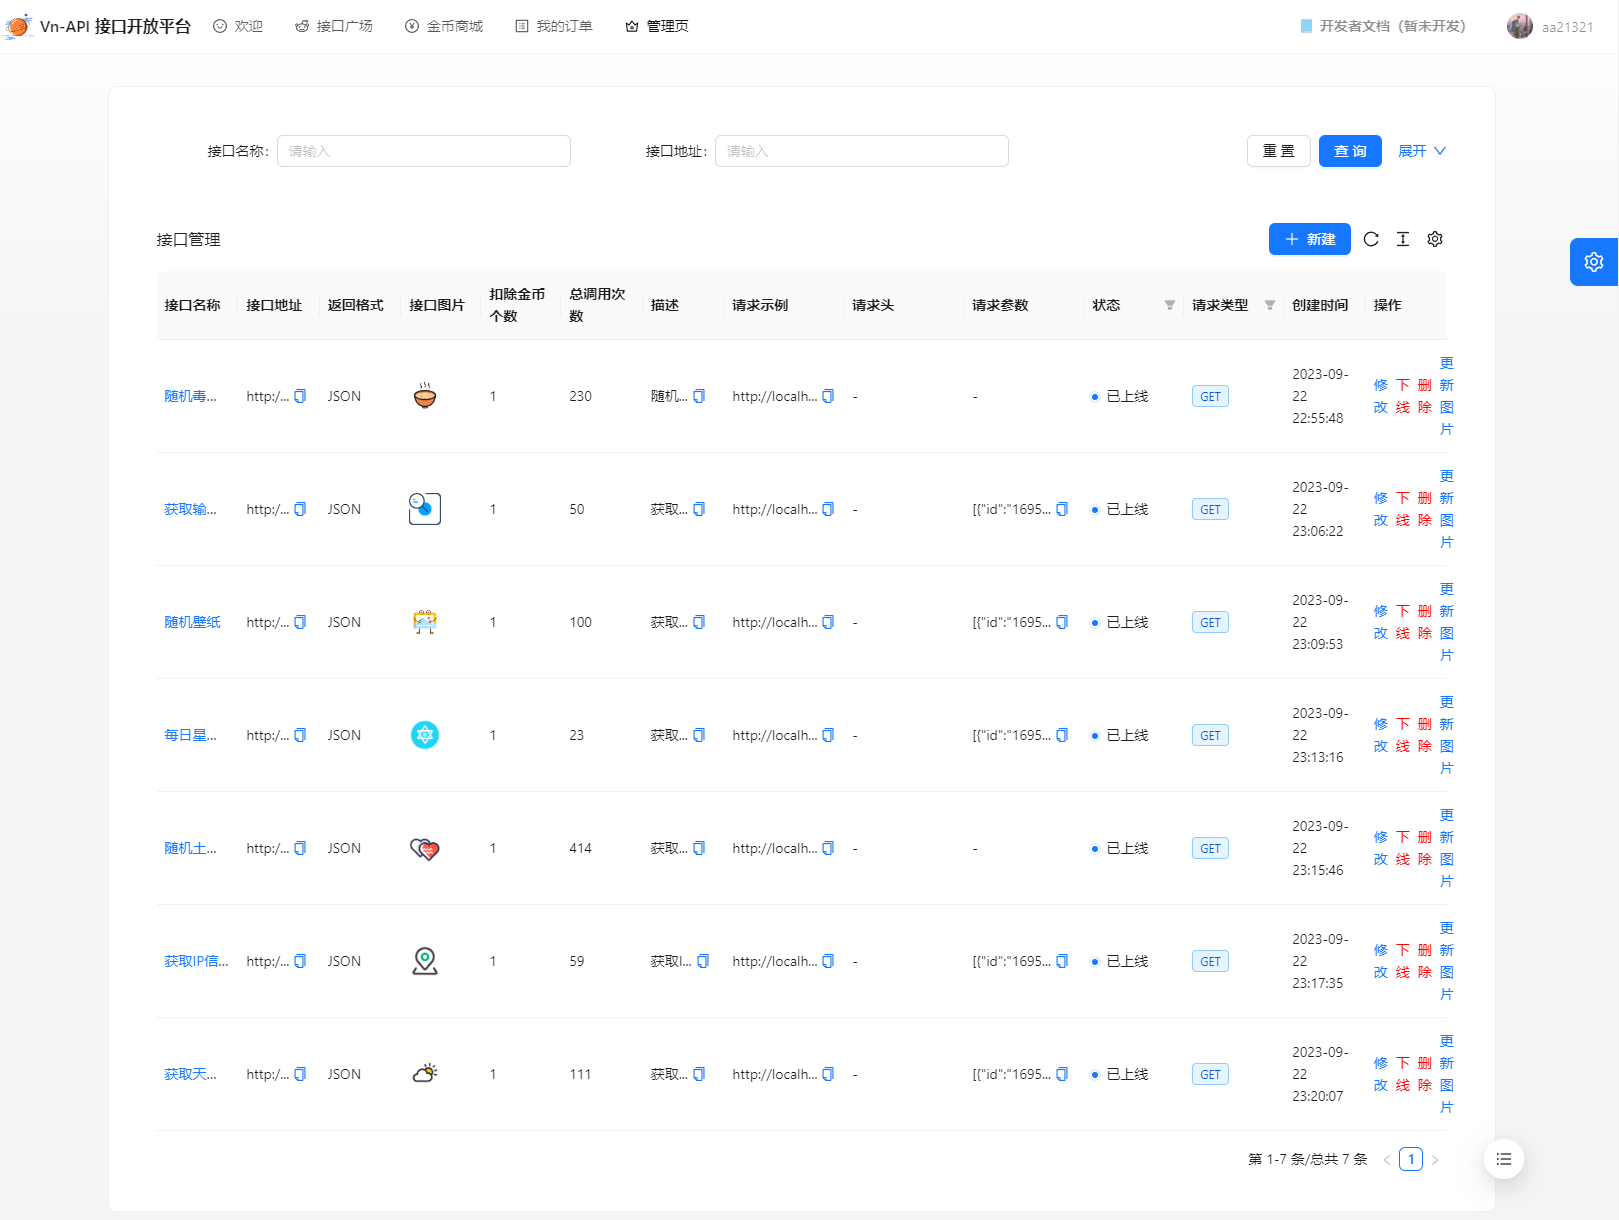 Vn-API 接口开放平台 欢迎 接口广场 金币商城 我的订单 管理页 开发者文档（暂未开发） aa21321
接口名称: 请输入 接口地址: 请输入 重 置 查 询 展开
接口管理 新建
接口名称 接口地址 返回格式 接口图片 扣除金币个数 总调用次数 描述 请求示例 请求头 请求参数 状态 请求类型 创建时间 操作
随机毒... http:/... JSON 1 230 随机... http://localh... - - 已上线 GET 2023-09-22 22:55:48 修改 下线 删除 更新图片
获取输... http:/... JSON 1 50 获取... http://localh... - [{"id":"1695... 已上线 GET 2023-09-22 23:06:22 修改 下线 删除 更新图片
随机壁纸 http:/... JSON 1 100 获取... http://localh... - [{"id":"1695... 已上线 GET 2023-09-22 23:09:53 修改 下线 删除 更新图片
每日星... http:/... JSON 1 23 获取... http://localh... - [{"id":"1695... 已上线 GET 2023-09-22 23:13:16 修改 下线 删除 更新图片
随机土... http:/... JSON 1 414 获取... http://localh... - - 已上线 GET 2023-09-22 23:15:46 修改 下线 删除 更新图片
获取IP信... http:/... JSON 1 59 获取I... http://localh... - [{"id":"1695... 已上线 GET 2023-09-22 23:17:35 修改 下线 删除 更新图片
获取天... http:/... JSON 1 111 获取... http://localh... - [{"id":"1695... 已上线 GET 2023-09-22 23:20:07 修改 下线 删除 更新图片
第 1-7 条/总共 7 条 < 1 >